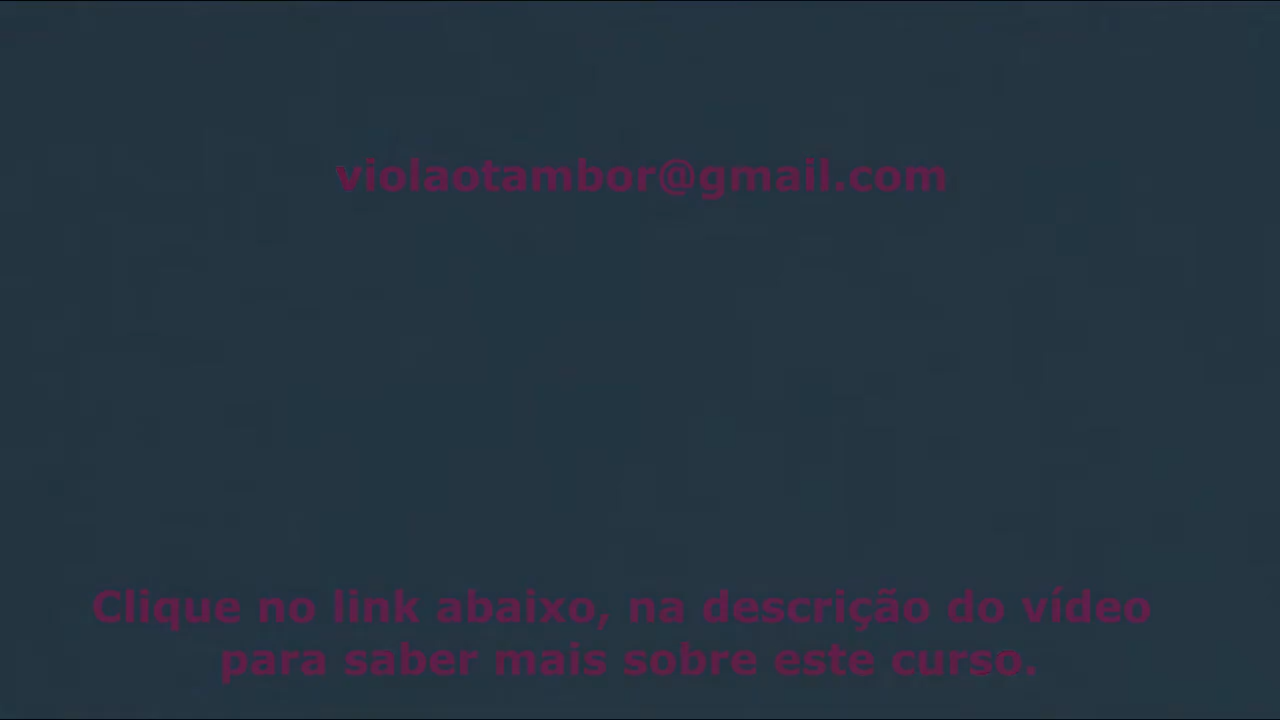 violaotambor@gmail.com
Clique no link abaixo, na descrição do vídeo
para saber mais sobre este curso.